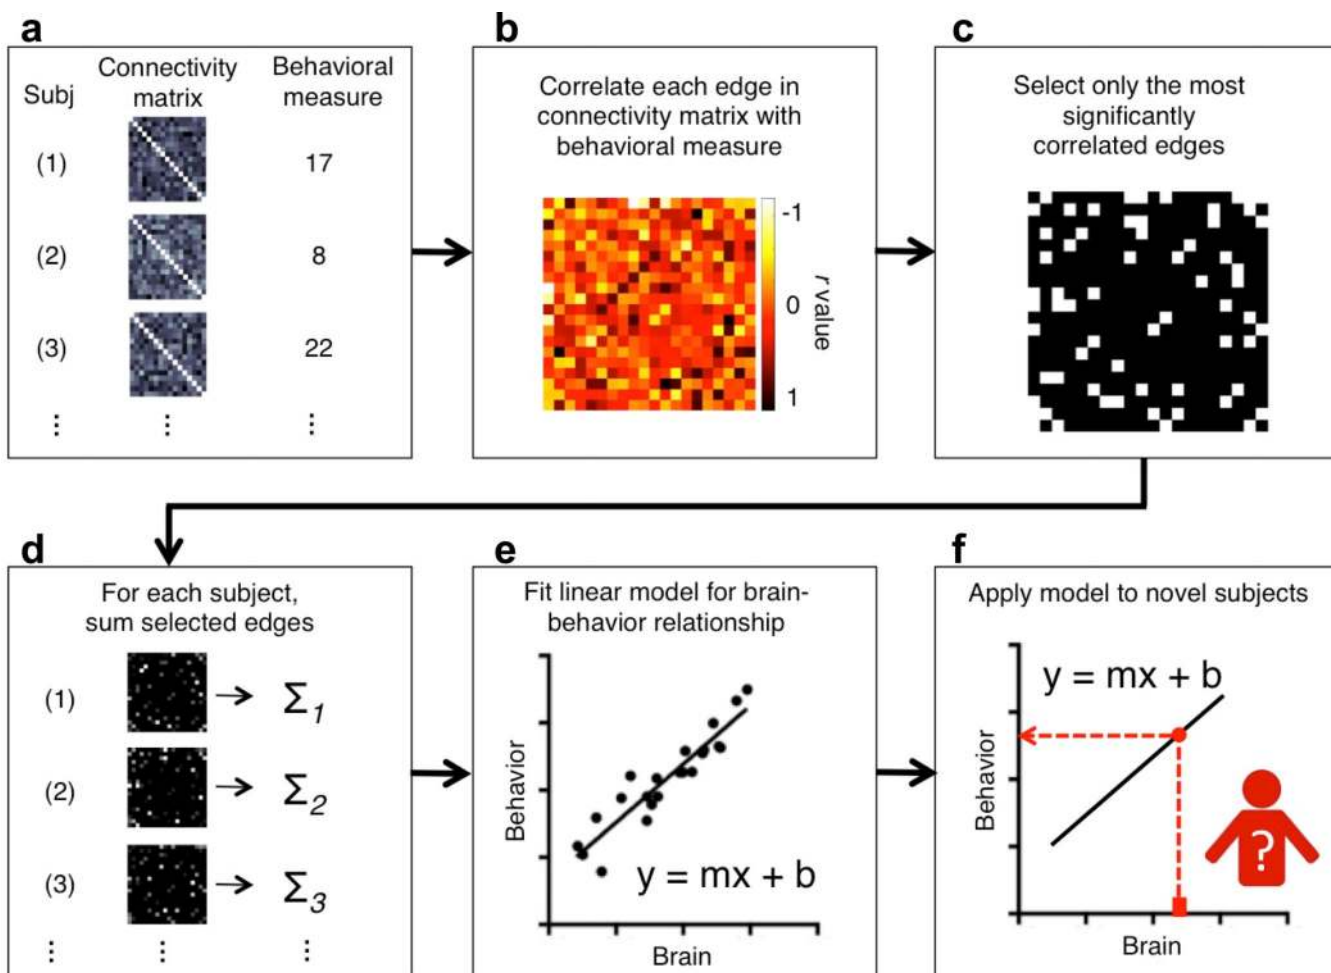 a
Connectivity
matrix
Behavioral
measure
Subj
(1)
17
(2)
8
(3)
22
⋮ ⋮ ⋮
b
Correlate each edge in
connectivity matrix with
behavioral measure
-1
0
1
r value
c
Select only the most
significantly
correlated edges
d
For each subject,
sum selected edges
(1) → Σ1
(2) → Σ2
(3) → Σ3
⋮ ⋮ ⋮
e
Fit linear model for brain-
behavior relationship
Behavior
y = mx + b
Brain
f
Apply model to novel subjects
y = mx + b
Behavior
?
Brain